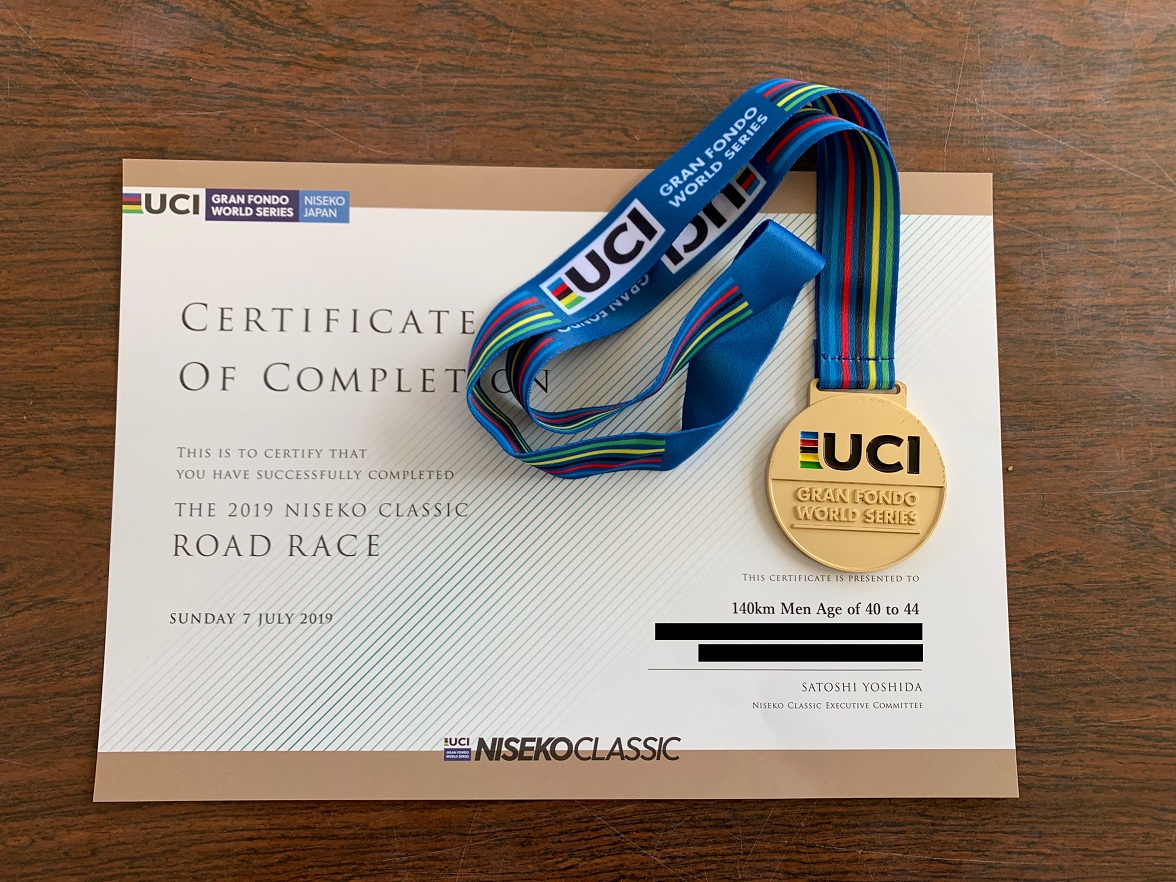 UCI GRAN FONDO
WORLD SERIES
NISEKO
JAPAN
CERTIFICATE
OF COMPLETION
THIS IS TO CERTIFY THAT
YOU HAVE SUCCESSFULLY COMPLETED
THE 2019 NISEKO CLASSIC
ROAD RACE
SUNDAY 7 JULY 2019
UCI
GRAN FONDO
WORLD SERIES
UCI
GRAN FONDO
UCI
GRAN FONDO
WORLD SERIES
THIS CERTIFICATE IS PRESENTED TO
140km Men Age of 40 to 44
SATOSHI YOSHIDA
NISEKO CLASSIC EXECUTIVE COMMITTEE
UCI
GRAN FONDO
WORLD SERIES
NISEKOCLASSIC